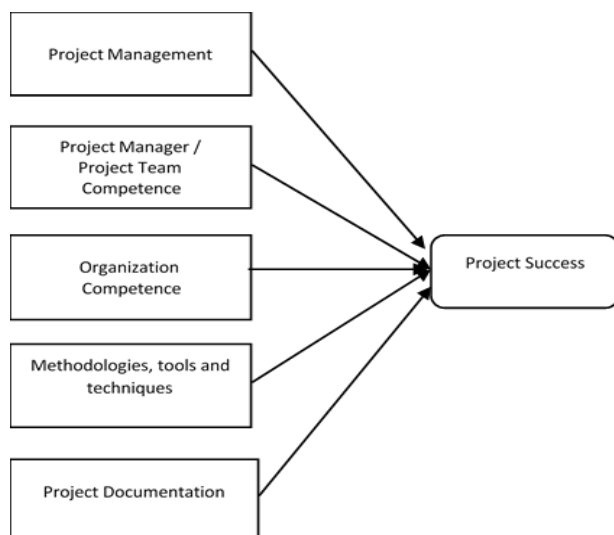 Project Management
Project Manager /
Project Team
Competence
Organization
Competence
Project Success
Methodologies, tools and
techniques
Project Documentation